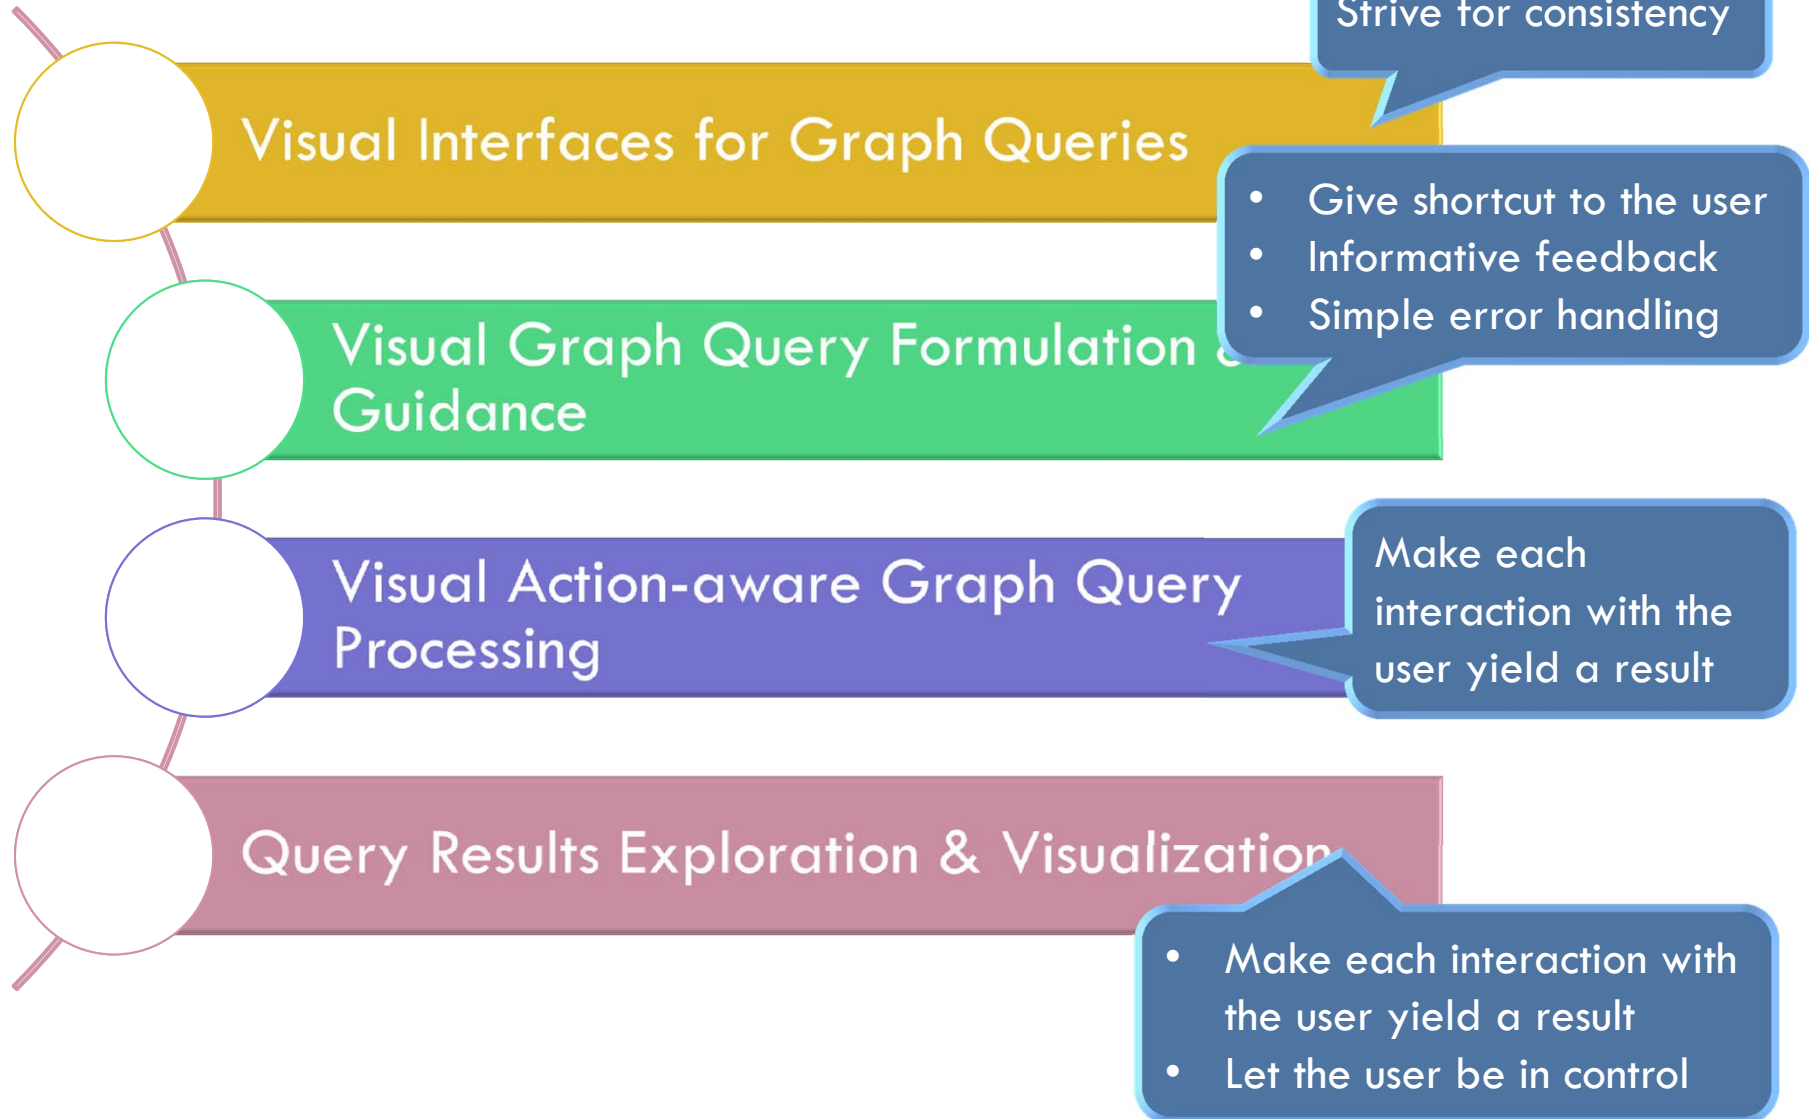 Strive for consistency
Visual Interfaces for Graph Queries
• Give shortcut to the user
• Informative feedback
• Simple error handling
Visual Graph Query Formulation
Guidance
Make each
interaction with the
user yield a result
Visual Action-aware Graph Query
Processing
Query Results Exploration & Visualization
• Make each interaction with
the user yield a result
• Let the user be in control